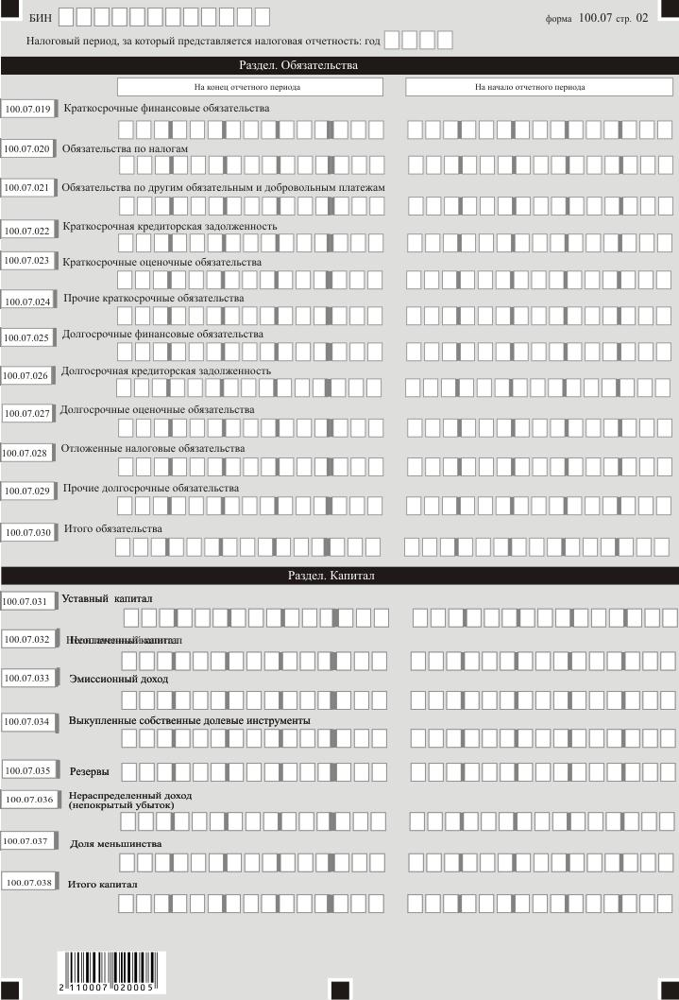 БИН
форма 100.07 стр. 02
Налоговый период, за который представляется налоговая отчетность: год
Раздел. Обязательства
На конец отчетного периода На начало отчетного периода
100.07.019 Краткосрочные финансовые обязательства
100.07.020 Обязательства по налогам
100.07.021 Обязательства по другим обязательным и добровольным платежам
100.07.022 Краткосрочная кредиторская задолженность
100.07.023 Краткосрочные оценочные обязательства
100.07.024 Прочие краткосрочные обязательства
100.07.025 Долгосрочные финансовые обязательства
100.07.026 Долгосрочная кредиторская задолженность
100.07.027 Долгосрочные оценочные обязательства
100.07.028 Отложенные налоговые обязательства
100.07.029 Прочие долгосрочные обязательства
100.07.030 Итого обязательства
Раздел. Капитал
100.07.031 Уставный капитал
100.07.032 Неоплаченный капитал
100.07.033 Эмиссионный доход
100.07.034 Выкупленные собственные долевые инструменты
100.07.035 Резервы
100.07.036 Нераспределенный доход
(непокрытый убыток)
100.07.037 Доля меньшинства
100.07.038 Итого капитал
2 110007 020005